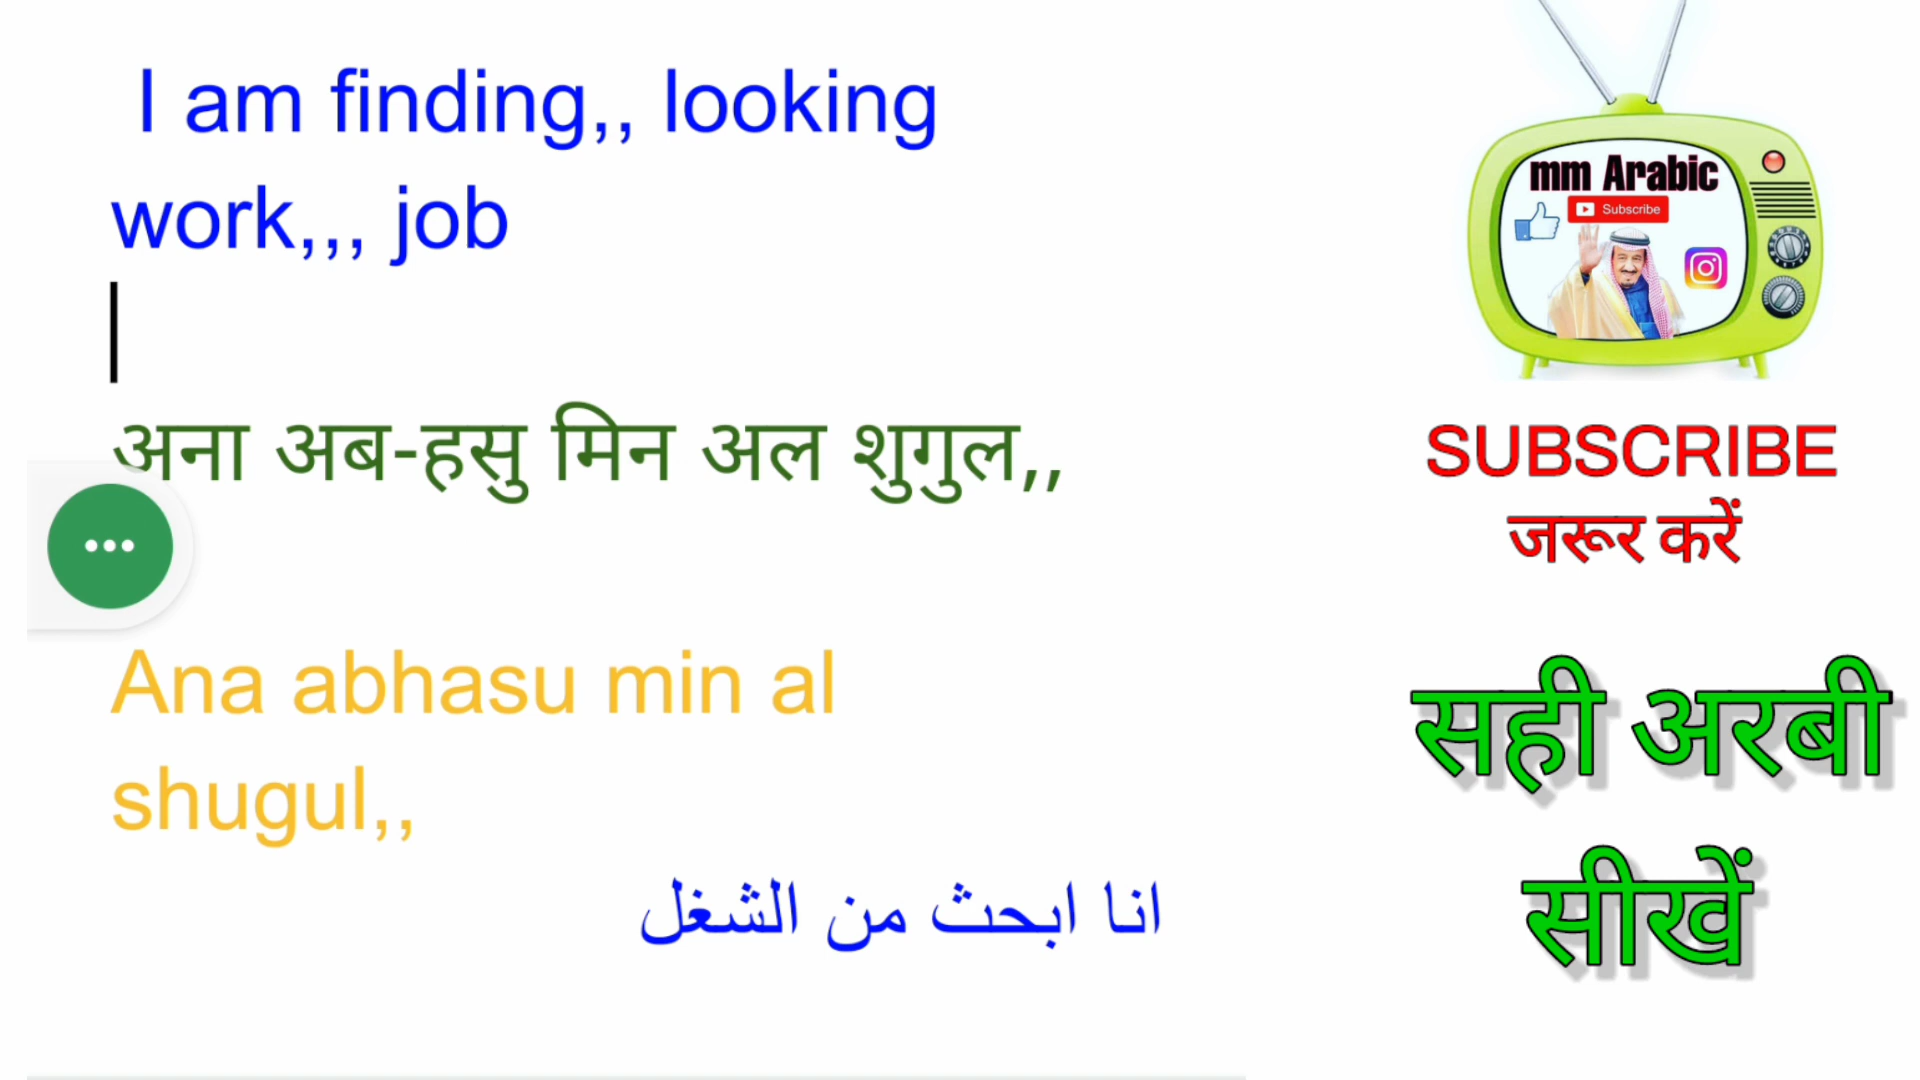 I am finding,, looking
work,,, job
अना अब-हसु मिन अल शुगुल,,
Ana abhasu min al
shugul,,
انا ابحث من الشغل
mm Arabic
Subscribe
SUBSCRIBE
जरूर करें
सही अरबी
सीखें